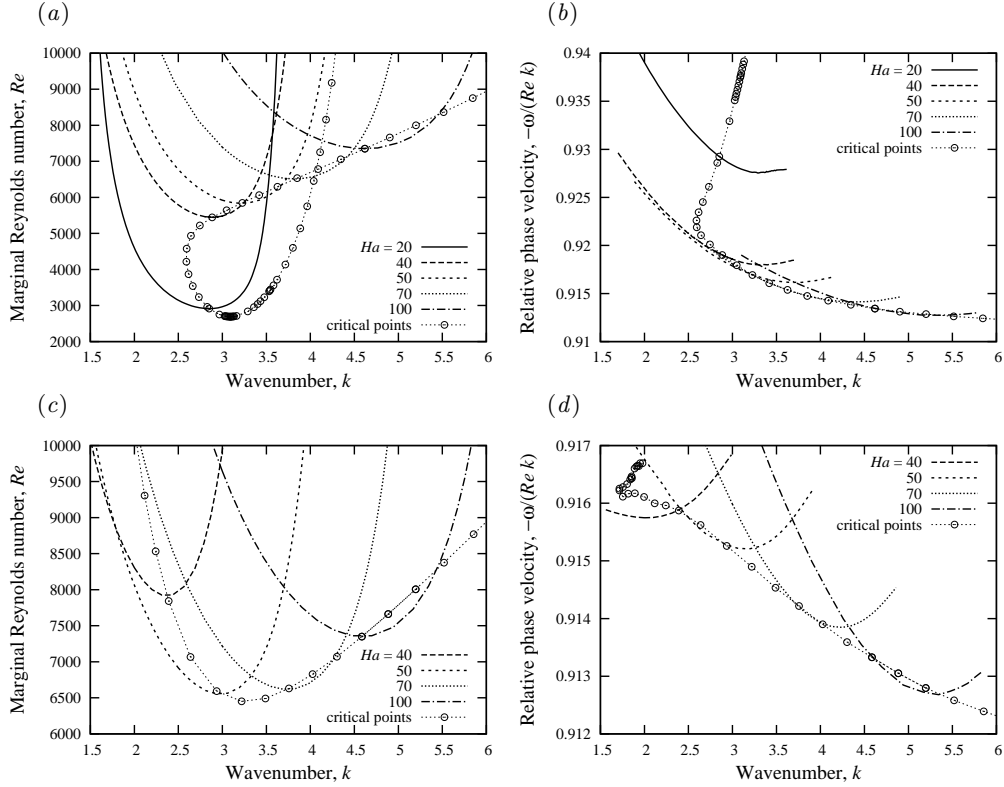 (a)
Marginal Reynolds number, Re
10000
9000
8000
7000
6000
5000
4000
3000
2000
1.5 2 2.5 3 3.5 4 4.5 5 5.5 6
Wavenumber, k
Ha = 20
40
50
70
100
critical points
(b)
Relative phase velocity, −ω/(Re k)
0.94
0.935
0.93
0.925
0.92
0.915
0.91
1.5 2 2.5 3 3.5 4 4.5 5 5.5 6
Wavenumber, k
Ha = 20
40
50
70
100
critical points
(c)
Marginal Reynolds number, Re
10000
9500
9000
8500
8000
7500
7000
6500
6000
1.5 2 2.5 3 3.5 4 4.5 5 5.5 6
Wavenumber, k
Ha = 40
50
70
100
critical points
(d)
Relative phase velocity, −ω/(Re k)
0.917
0.916
0.915
0.914
0.913
0.912
1.5 2 2.5 3 3.5 4 4.5 5 5.5 6
Wavenumber, k
Ha = 40
50
70
100
critical points